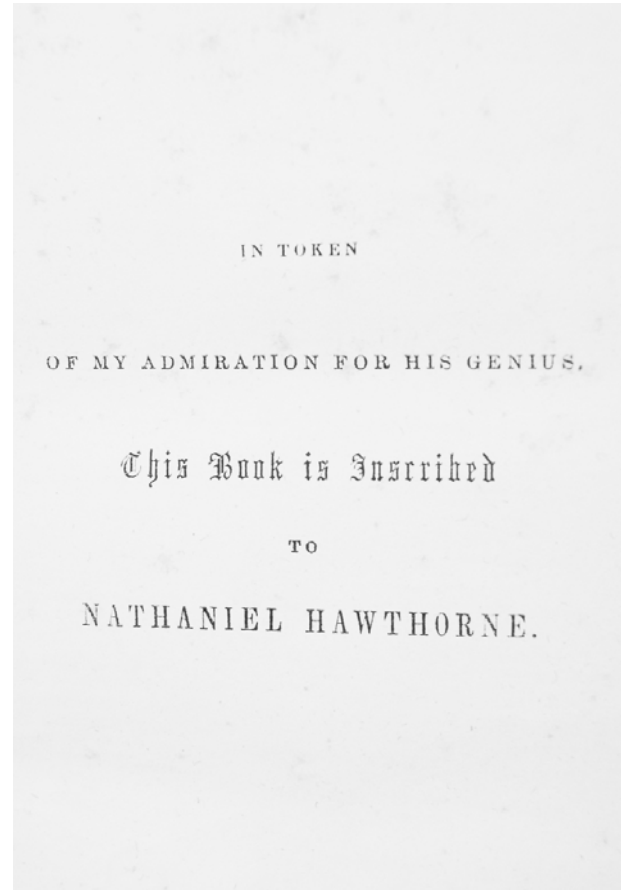 IN TOKEN
OF MY ADMIRATION FOR HIS GENIUS,
This Book is Inscribed
TO
NATHANIEL HAWTHORNE.